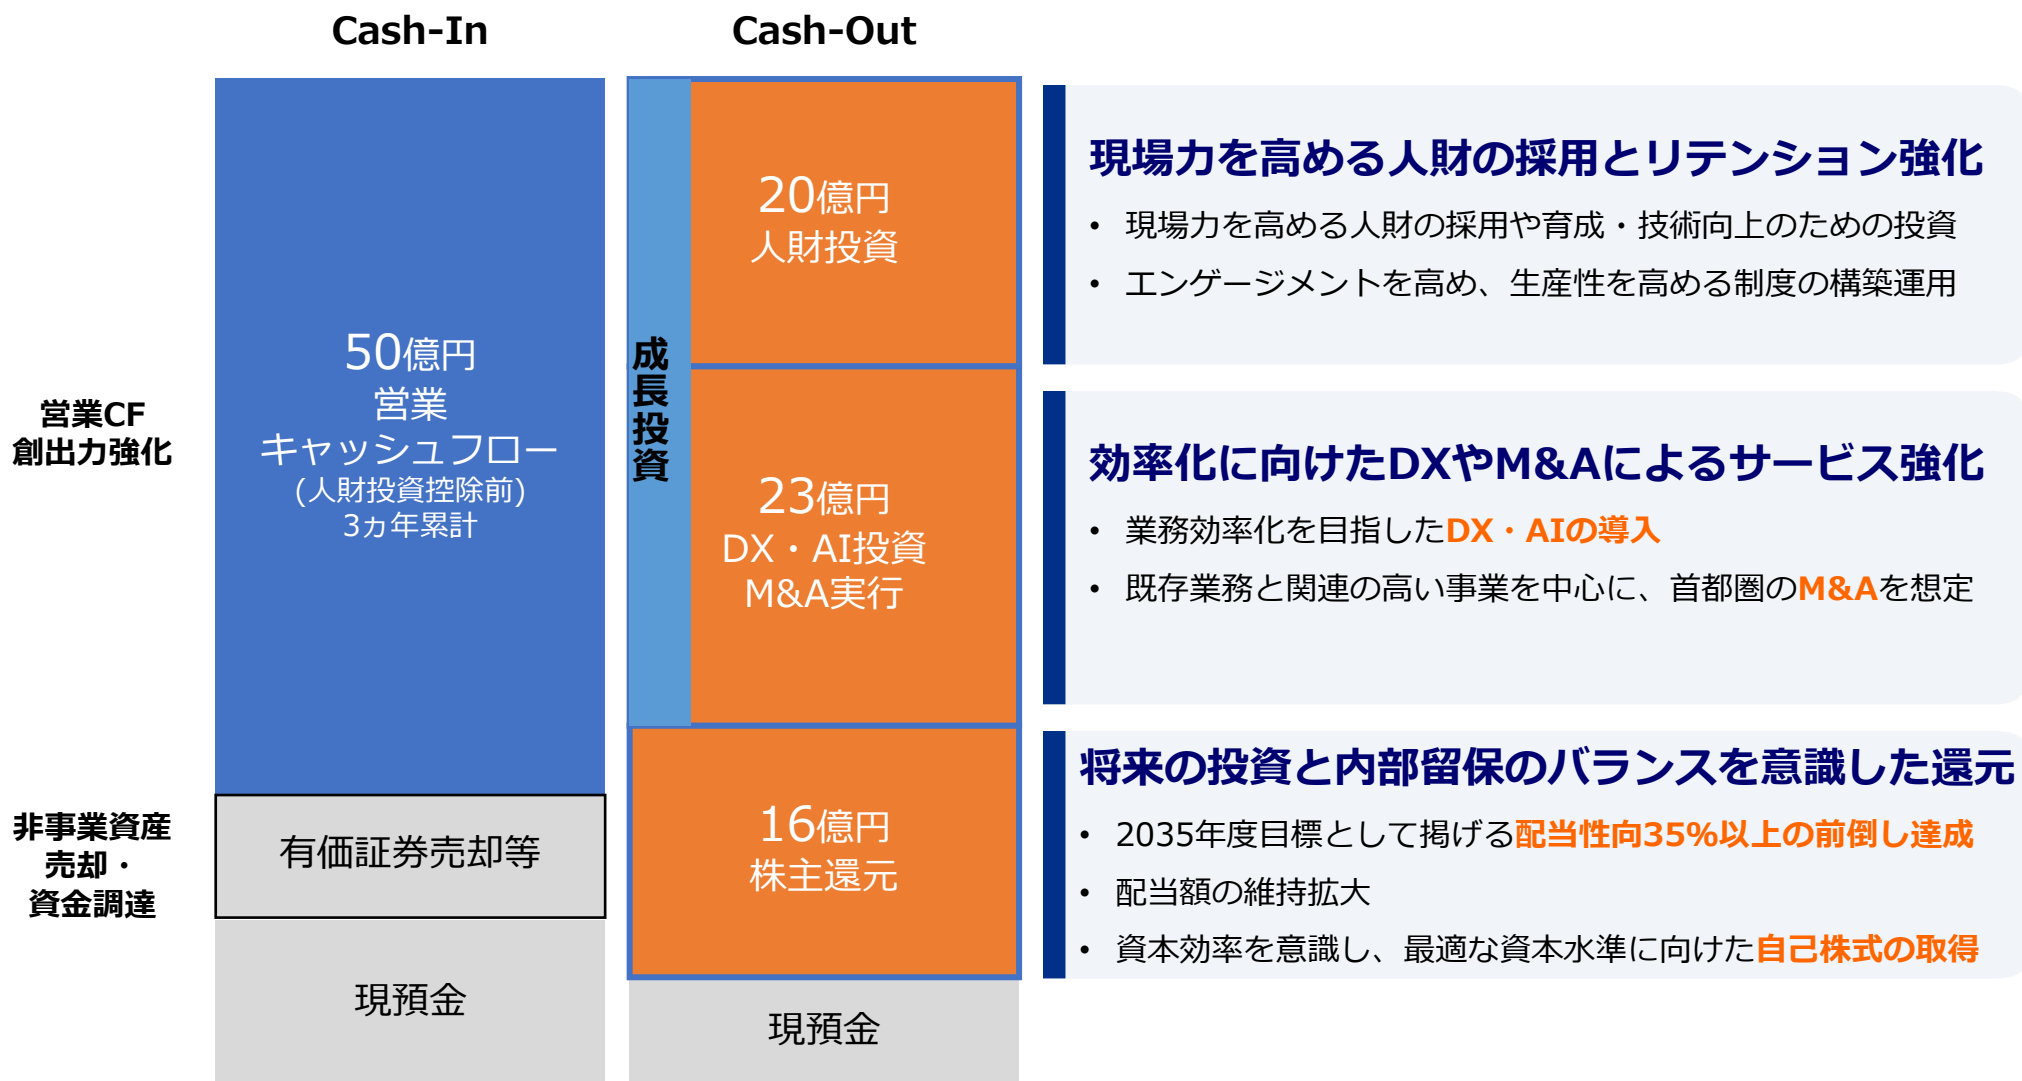 Cash-In
Cash-Out
営業CF
創出力強化
非事業資産
売却・
資金調達
50億円
営業
キャッシュフロー
(人財投資控除前)
3ヵ年累計
有価証券売却等
現預金
成長投資
20億円
人財投資
23億円
DX・AI投資
M&A実行
16億円
株主還元
現預金
現場力を高める人財の採用とリテンション強化
• 現場力を高める人財の採用や育成・技術向上のための投資
• エンゲージメントを高め、生産性を高める制度の構築運用
効率化に向けたDXやM&Aによるサービス強化
• 業務効率化を目指したDX・AIの導入
• 既存業務と関連の高い事業を中心に、首都圏のM&Aを想定
将来の投資と内部留保のバランスを意識した還元
• 2035年度目標として掲げる配当性向35%以上の前倒し達成
• 配当額の維持拡大
• 資本効率を意識し、最適な資本水準に向けた自己株式の取得